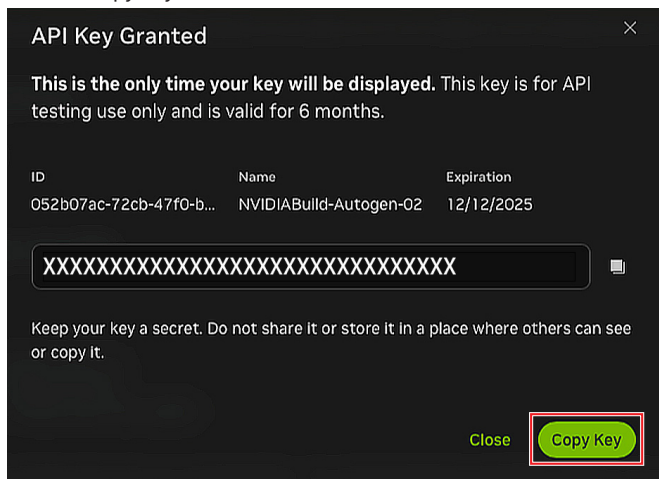 API Key Granted
This is the only time your key will be displayed. This key is for API
testing use only and is valid for 6 months.
ID Name Expiration
052b07ac-72cb-47f0-b... NVIDIABuild-Autogen-02 12/12/2025
XXXXXXXXXXXXXXXXXXXXXXXXXXXXXXX
Keep your key a secret. Do not share it or store it in a place where others can see
or copy it.
Close Copy Key